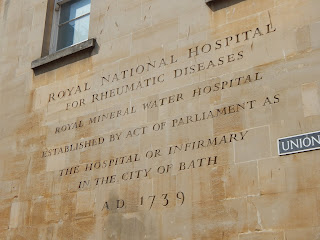 ROYAL NATIONAL HOSPITAL
FOR RHEUMATIC DISEASES
ROYAL MINERAL WATER HOSPITAL
ESTABLISHED BY ACT OF PARLIAMENT AS
THE HOSPITAL OR INFIRMARY
IN THE CITY OF BATH
A D 1739
UNION